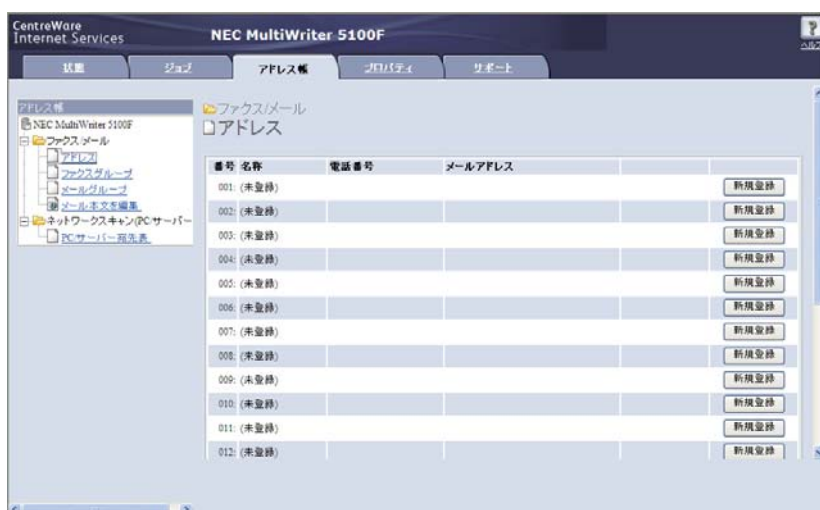 CentreWare
Internet Services
NEC MultiWriter 5100F
ヘルプ
状態
ジョブ
アドレス帳
プロパティ
サポート
アドレス帳
NEC MultiWriter 5100F
ファクス/メール
アドレス
ファクスグループ
メールグループ
メール本文を編集
ネットワークスキャン(PC/サーバー
PC/サーバー宛先表
ファクス/メール
アドレス
番号 名称 電話番号 メールアドレス
001: (未登録) 新規登録
002: (未登録) 新規登録
003: (未登録) 新規登録
004: (未登録) 新規登録
005: (未登録) 新規登録
006: (未登録) 新規登録
007: (未登録) 新規登録
008: (未登録) 新規登録
009: (未登録) 新規登録
010: (未登録) 新規登録
011: (未登録) 新規登録
012: (未登録) 新規登録